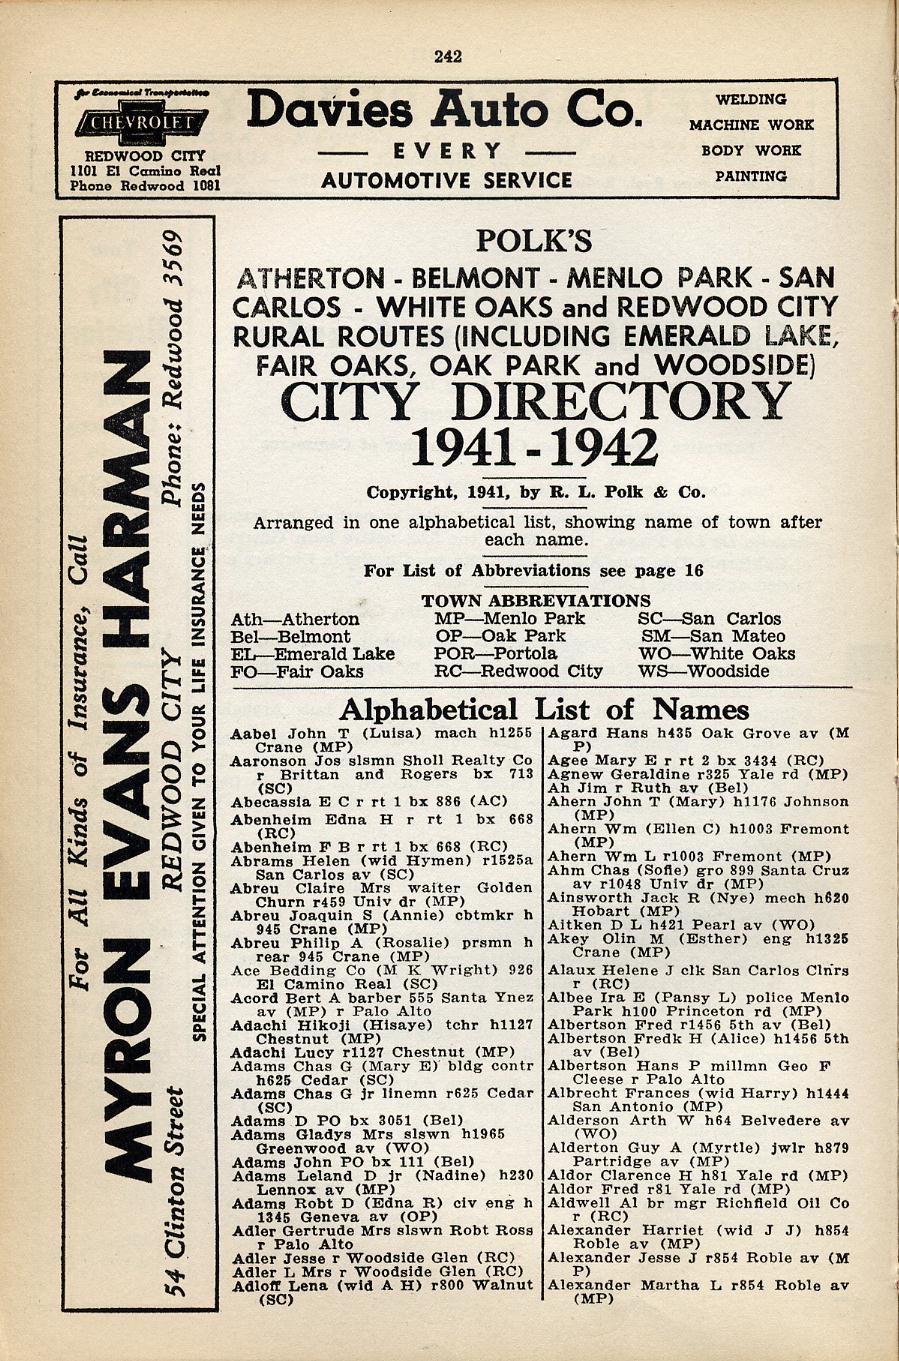 242
for Economical Transportation
CHEVROLET
REDWOOD CITY
1101 El Camino Real
Phone Redwood 1081
Davies Auto Co.
EVERY
AUTOMOTIVE SERVICE
WELDING
MACHINE WORK
BODY WORK
PAINTING
For All Kinds of Insurance, Call
MYRON EVANS HARMAN
54 Clinton Street REDWOOD CITY Phone: Redwood 3569
SPECIAL ATTENTION GIVEN TO YOUR LIFE INSURANCE NEEDS
POLK'S
ATHERTON - BELMONT - MENLO PARK - SAN
CARLOS - WHITE OAKS and REDWOOD CITY
RURAL ROUTES (INCLUDING EMERALD LAKE,
FAIR OAKS, OAK PARK and WOODSIDE)
CITY DIRECTORY
1941-1942
Copyright, 1941, by R. L. Polk & Co.
Arranged in one alphabetical list, showing name of town after
each name.
For List of Abbreviations see page 16
TOWN ABBREVIATIONS
Ath—Atherton MP—Menlo Park SC—San Carlos
Bel—Belmont OP—Oak Park SM—San Mateo
EL—Emerald Lake POR—Portola WO—White Oaks
FO—Fair Oaks RC—Redwood City WS—Woodside
Alphabetical List of Names
Aabel John T (Luisa) mach h1255
Crane (MP)
Aaronson Jos slsmn Sholl Realty Co
r Brittan and Rogers bx 713
(SC)
Abecassia E C r rt 1 bx 886 (AC)
Abenheim Edna H r rt 1 bx 668
(RC)
Abenheim F B r rt 1 bx 668 (RC)
Abrams Helen (wid Hymen) r1525a
San Carlos av (SC)
Abreu Claire Mrs waiter Golden
Churn r459 Univ dr (MP)
Abreu Joaquin S (Annie) cbtmkr h
945 Crane (MP)
Abreu Philip A (Rosalie) prsmn h
rear 945 Crane (MP)
Ace Bedding Co (M K Wright) 926
El Camino Real (SC)
Acord Bert A barber 555 Santa Ynez
av (MP) r Palo Alto
Adachi Hikoji (Hisaye) tchr h1127
Chestnut (MP)
Adachi Lucy r1127 Chestnut (MP)
Adams Chas G (Mary E) bldg contr
h625 Cedar (SC)
Adams Chas G jr linemn r625 Cedar
(SC)
Adams D PO bx 3051 (Bel)
Adams Gladys Mrs slswn h1965
Greenwood av (WO)
Adams John PO bx 111 (Bel)
Adams Leland D jr (Nadine) h230
Lennox av (MP)
Adams Robt D (Edna R) civ eng h
1345 Geneva av (OP)
Adler Gertrude Mrs slswn Robt Ross
r Palo Alto
Adler Jesse r Woodside Glen (RC)
Adler L Mrs r Woodside Glen (RC)
Adloff Lena (wid A H) r800 Walnut
(SC)
Agard Hans h435 Oak Grove av (M
P)
Agee Mary E r rt 2 bx 3434 (RC)
Agnew Geraldine r325 Yale rd (MP)
Ah Jim r Ruth av (Bel)
Ahern John T (Mary) h1176 Johnson
(MP)
Ahern Wm (Ellen C) h1003 Fremont
(MP)
Ahern Wm L r1003 Fremont (MP)
Ahm Chas (Sofie) gro 899 Santa Cruz
av r1048 Univ dr (MP)
Ainsworth Jack R (Nye) mech h620
Hobart (MP)
Aitken D L h421 Pearl av (WO)
Akey Olin M (Esther) eng h1325
Crane (MP)
Alaux Helene J clk San Carlos Clnrs
r (RC)
Albee Ira E (Pansy L) police Menlo
Park h100 Princeton rd (MP)
Albertson Fred r1456 5th av (Bel)
Albertson Fredk H (Alice) h1456 5th
av (Bel)
Albertson Hans P millmn Geo F
Cleese r Palo Alto
Albrecht Frances (wid Harry) h1444
San Antonio (MP)
Alderson Arth W h64 Belvedere av
(WO)
Alderton Guy A (Myrtle) jwlr h879
Partridge av (MP)
Aldor Clarence H h81 Yale rd (MP)
Aldor Fred r81 Yale rd (MP)
Aldwell Al br mgr Richfield Oil Co
r (RC)
Alexander Harriet (wid J J) h854
Roble av (MP)
Alexander Jesse J r854 Roble av (M
P)
Alexander Martha L r854 Roble av
(MP)